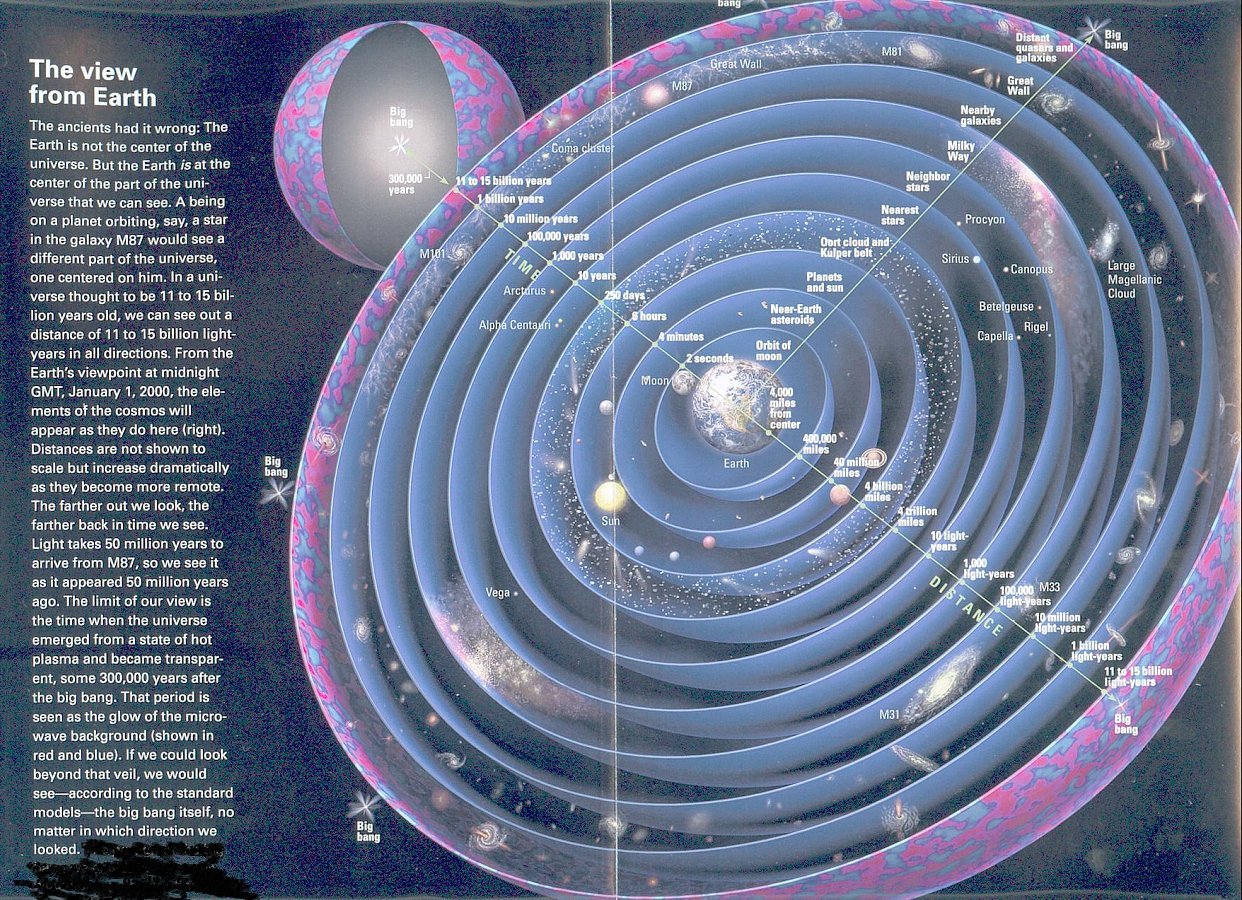 The view
from Earth
The ancients had it wrong: The
Earth is not the center of the
universe. But the Earth is at the
center of the part of the uni-
verse that we can see. A being
on a planet orbiting, say, a star
in the galaxy M87 would see a
different part of the universe,
one centered on him. In a uni-
verse thought to be 11 to 15 bil-
lion years old, we can see out a
distance of 11 to 15 billion light-
years in all directions. From the
Earth's viewpoint at midnight
GMT, January 1, 2000, the ele-
ments of the cosmos will
appear as they do here (right).
Distances are not shown to
scale but increase dramatically
as they become more remote.
The farther out we look, the
farther back in time we see.
Light takes 50 million years to
arrive from M87, so we see it
as it appeared 50 million years
ago. The limit of our view is
the time when the universe
emerged from a state of hot
plasma and became transpar-
ent, some 300,000 years after
the big bang. That period is
seen as the glow of the micro-
wave background (shown in
red and blue). If we could look
beyond that veil, we would
see—according to the standard
models—the big bang itself, no
matter in which direction we
looked.
Big
bang
300,000
years
11 to 15 billion years
1 billion years
10 million years
100,000 years
TIME
1,000 years
10 years
250 days
6 hours
4 minutes
2 seconds
bang
Big
bang
Distant
quasars and
galaxies
Great
Wall
Nearby
galaxies
Milky
Way
Neighbor
stars
Nearest
stars
Oort cloud and
Kuiper belt
Planets
and sun
Near-Earth
asteroids
Orbit of
moon
M81
Great Wall
M87
Coma cluster
M101
Arcturus
Alpha Centauri
Moon
Procyon
Sirius
Canopus
Large
Magellanic
Cloud
Betelgeuse
Rigel
Capella
4,000
miles
from
center
Earth
400,000
miles
40 million
miles
4 billion
miles
4 trillion
miles
10 light-
years
1,000
light-years
DISTANCE
100,000
light-years
M33
10 million
light-years
1 billion
light-years
11 to 15 billion
light-years
Big
bang
Sun
Vega
M31
Big
bang
Big
bang